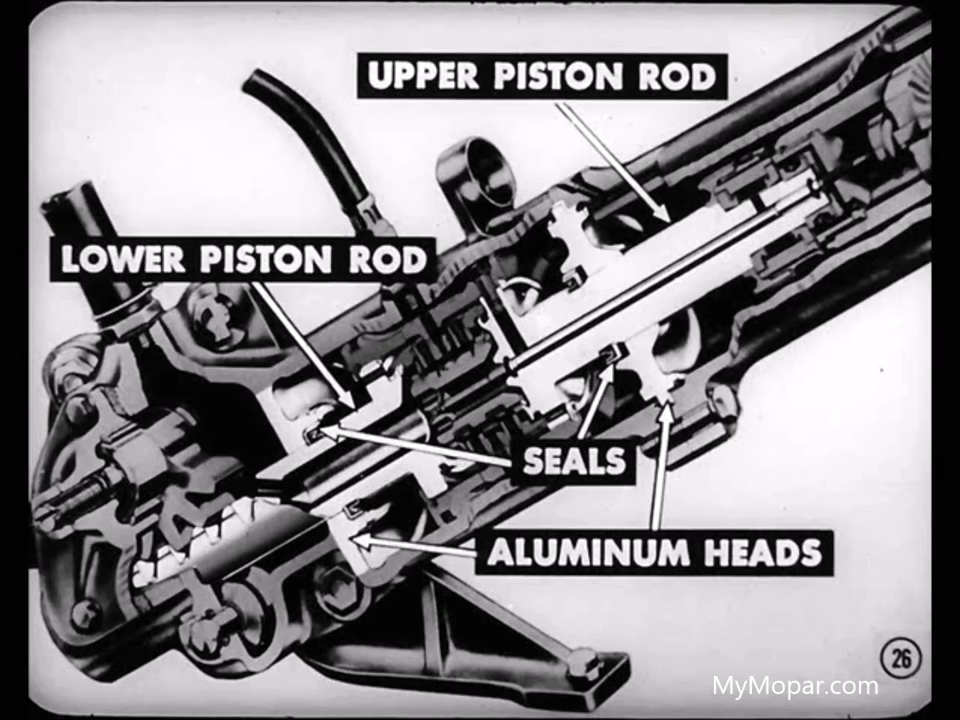 UPPER PISTON ROD
LOWER PISTON ROD
SEALS
ALUMINUM HEADS
26
MyMopar.com